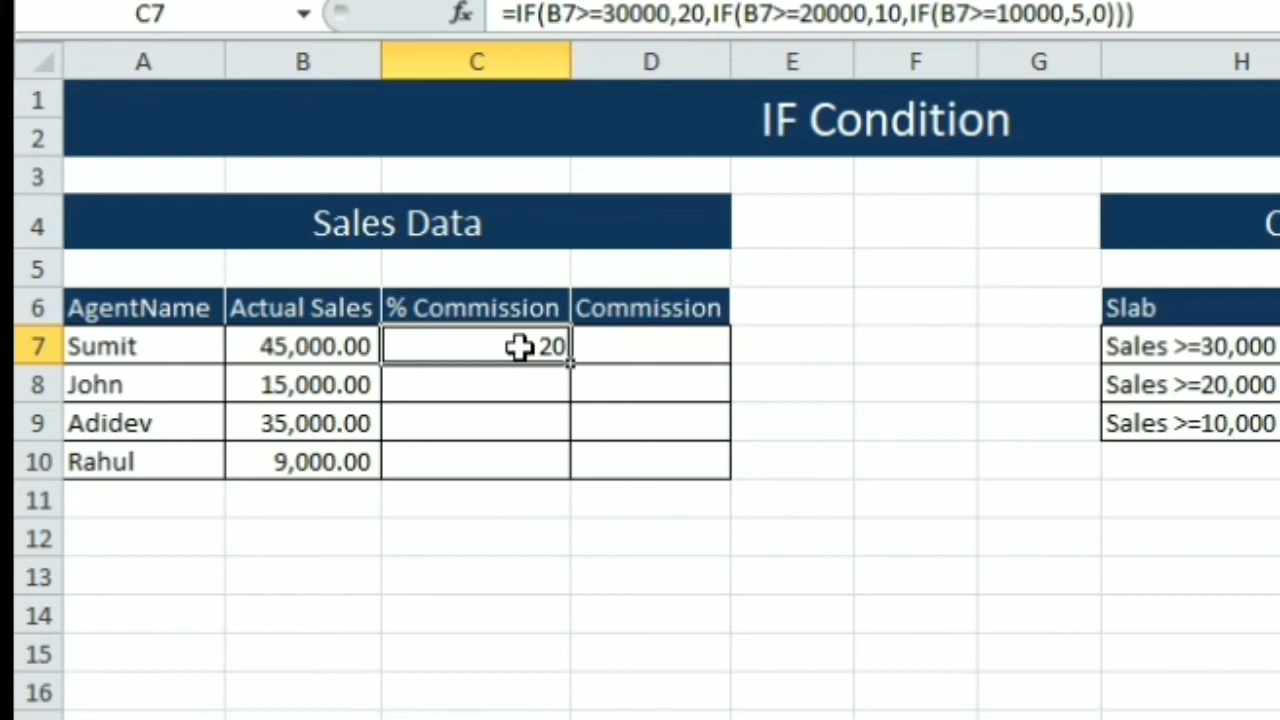 C7 fx =IF(B7>=30000,20,IF(B7>=20000,10,IF(B7>=10000,5,0)))
A B C D E F G H
1 IF Condition
2
3
4 Sales Data
5
6 AgentName Actual Sales % Commission Commission Slab
7 Sumit 45,000.00 20 Sales >=30,000
8 John 15,000.00 Sales >=20,000
9 Adidev 35,000.00 Sales >=10,000
10 Rahul 9,000.00
11
12
13
14
15
16